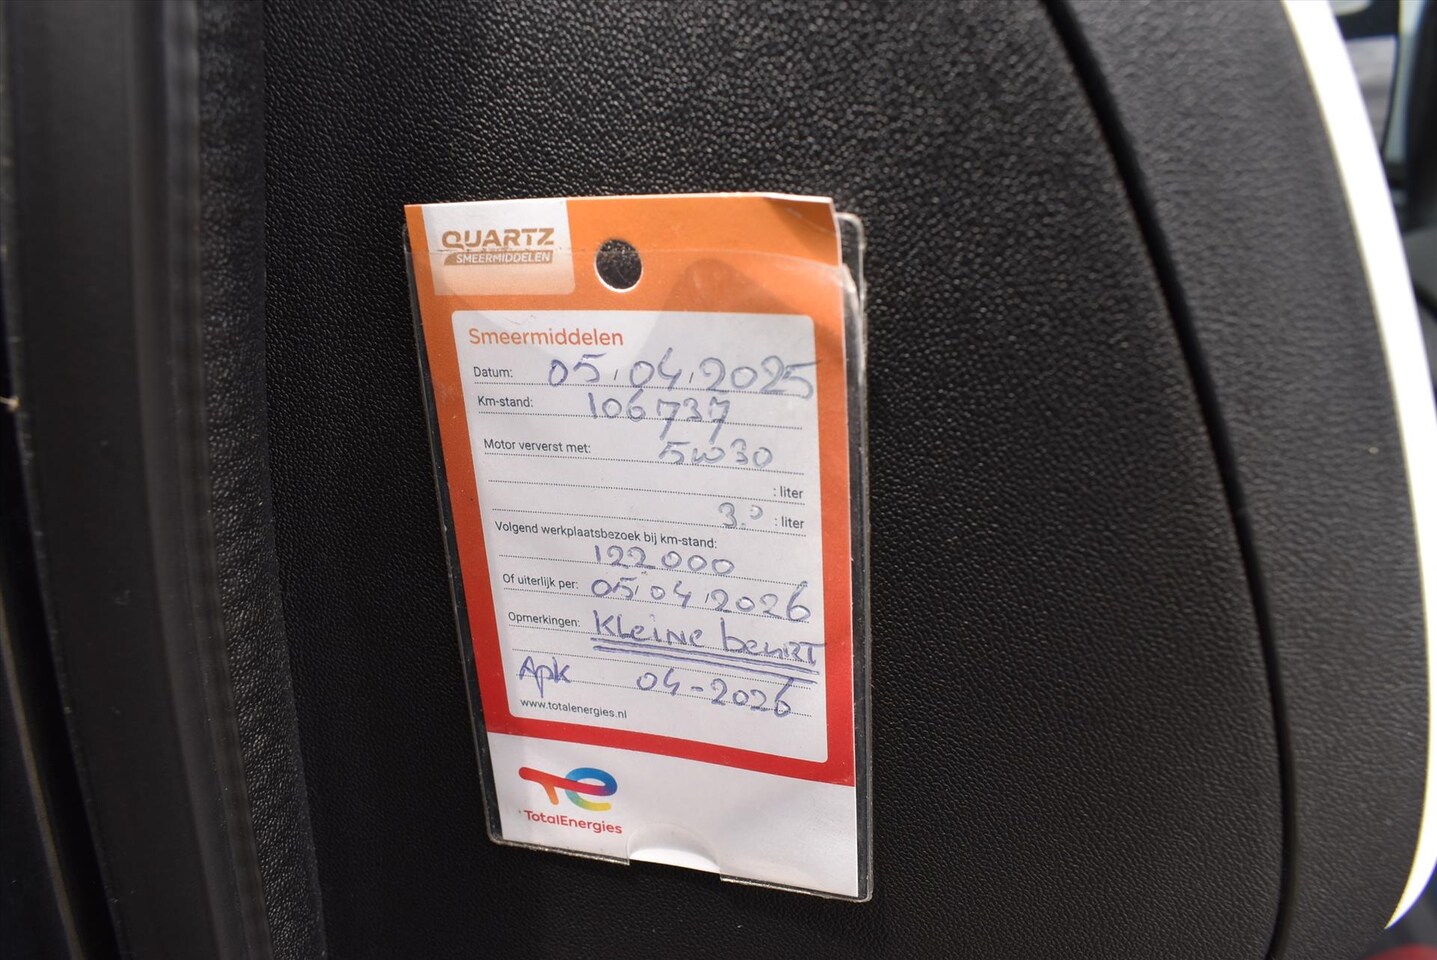 QUARTZ
SMEERMIDDELEN
Smeermiddelen
Datum: 05.04.2025
Km-stand: 106737
Motor ververst met: 5W30
: liter
3.0 : liter
Volgend werkplaatsbezoek bij km-stand:
122000
Of uiterlijk per: 05.04.2026
Opmerkingen: Kleine beurt
Apk 04-2026
www.totalenergies.nl
TotalEnergies